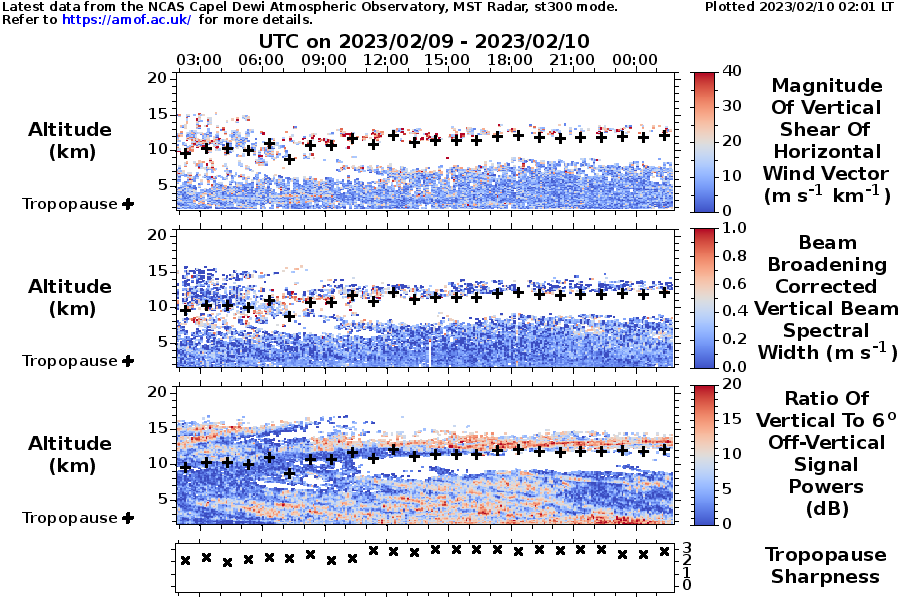 Latest data from the NCAS Capel Dewi Atmospheric Observatory, MST Radar, st300 mode.
Plotted 2023/02/10 02:01 LT
Refer to https://amof.ac.uk/ for more details.
UTC on 2023/02/09 - 2023/02/10
03:00 06:00 09:00 12:00 15:00 18:00 21:00 00:00
20
15
10
5
Altitude
(km)
Tropopause
40
30
20
10
0
Magnitude
Of Vertical
Shear Of
Horizontal
Wind Vector
(m s-1 km-1)
20
15
10
5
Altitude
(km)
Tropopause
1.0
0.8
0.6
0.4
0.2
0.0
Beam
Broadening
Corrected
Vertical Beam
Spectral
Width (m s-1)
20
15
10
5
Altitude
(km)
Tropopause
20
15
10
5
0
Ratio Of
Vertical To 6o
Off-Vertical
Signal
Powers
(dB)
3
2
1
0
Tropopause
Sharpness